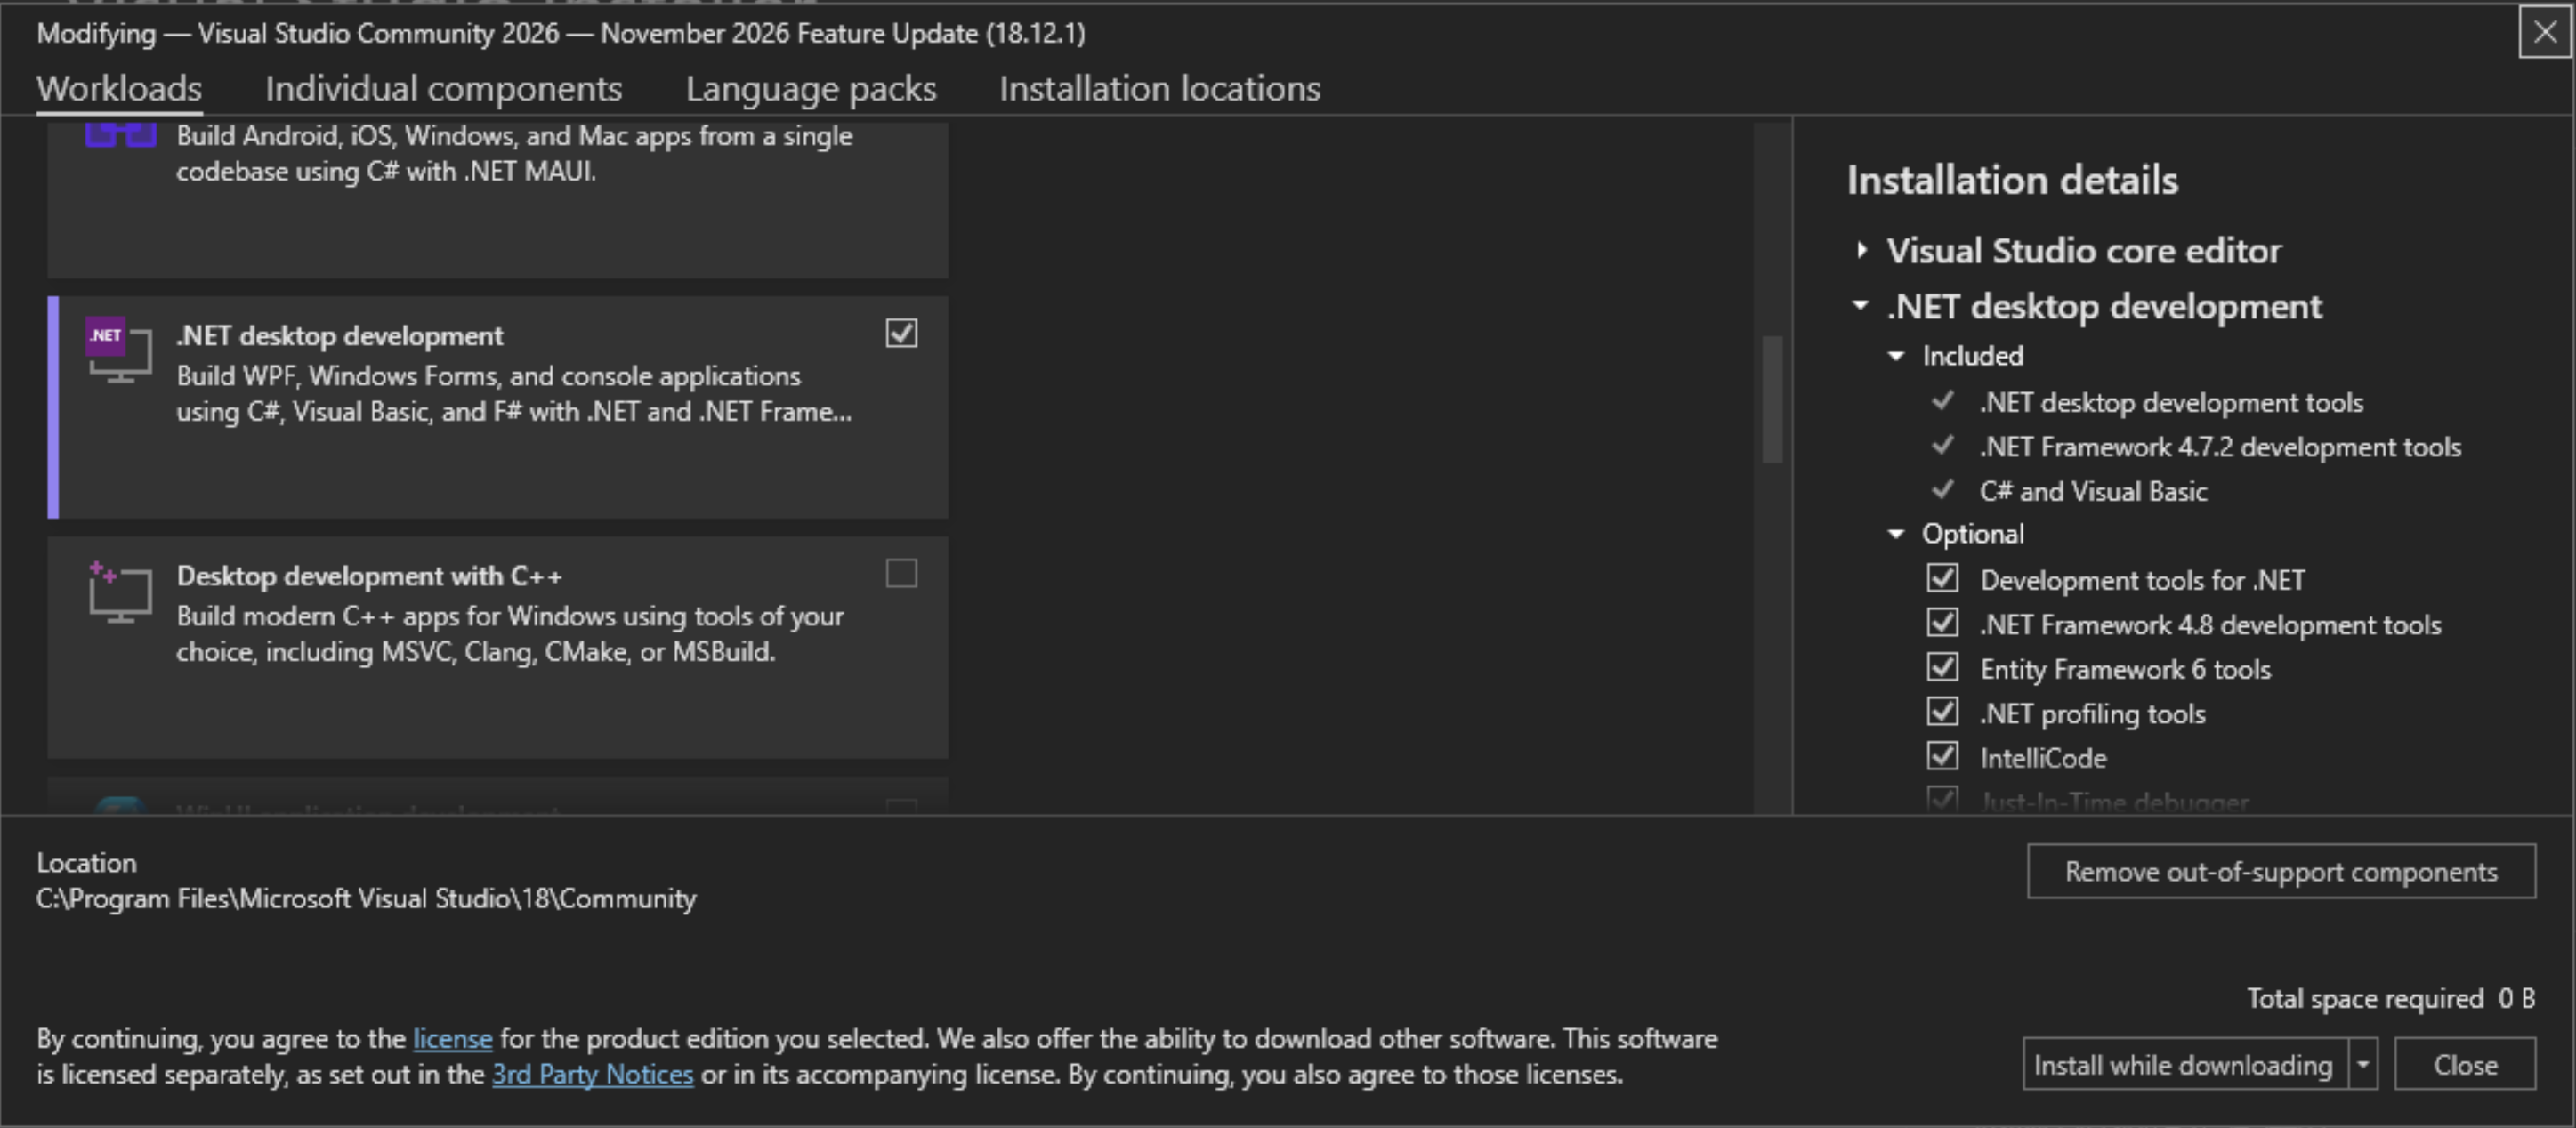 Modifying — Visual Studio Community 2026 — November 2026 Feature Update (18.12.1)
Workloads
Individual components
Language packs
Installation locations
Build Android, iOS, Windows, and Mac apps from a single
codebase using C# with .NET MAUI.
.NET
.NET desktop development
Build WPF, Windows Forms, and console applications
using C#, Visual Basic, and F# with .NET and .NET Frame...
Desktop development with C++
Build modern C++ apps for Windows using tools of your
choice, including MSVC, Clang, CMake, or MSBuild.
WinUI application development
Installation details
Visual Studio core editor
.NET desktop development
Included
.NET desktop development tools
.NET Framework 4.7.2 development tools
C# and Visual Basic
Optional
Development tools for .NET
.NET Framework 4.8 development tools
Entity Framework 6 tools
.NET profiling tools
IntelliCode
Just-In-Time debugger
Location
C:\Program Files\Microsoft Visual Studio\18\Community
Remove out-of-support components
Total space required 0 B
By continuing, you agree to the license for the product edition you selected. We also offer the ability to download other software. This software
is licensed separately, as set out in the 3rd Party Notices or in its accompanying license. By continuing, you also agree to those licenses.
Install while downloading
Close